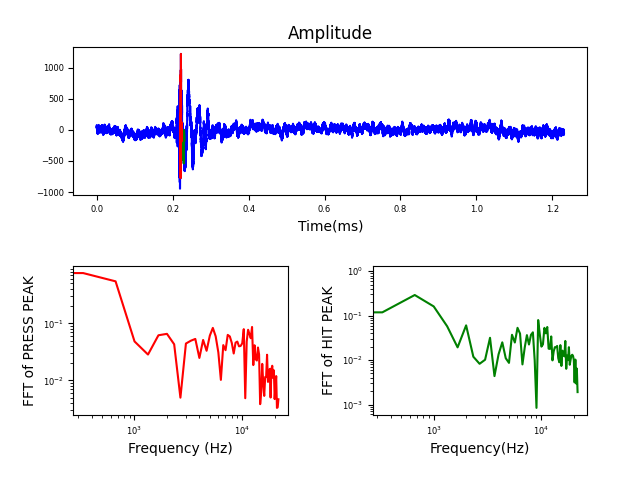 Amplitude
1000
500
0
−500
−1000
0.0 0.2 0.4 0.6 0.8 1.0 1.2
Time(ms)
FFT of PRESS PEAK
10⁻¹
10⁻²
10³ 10⁴
Frequency (Hz)
FFT of HIT PEAK
10⁰
10⁻¹
10⁻²
10⁻³
10³ 10⁴
Frequency(Hz)